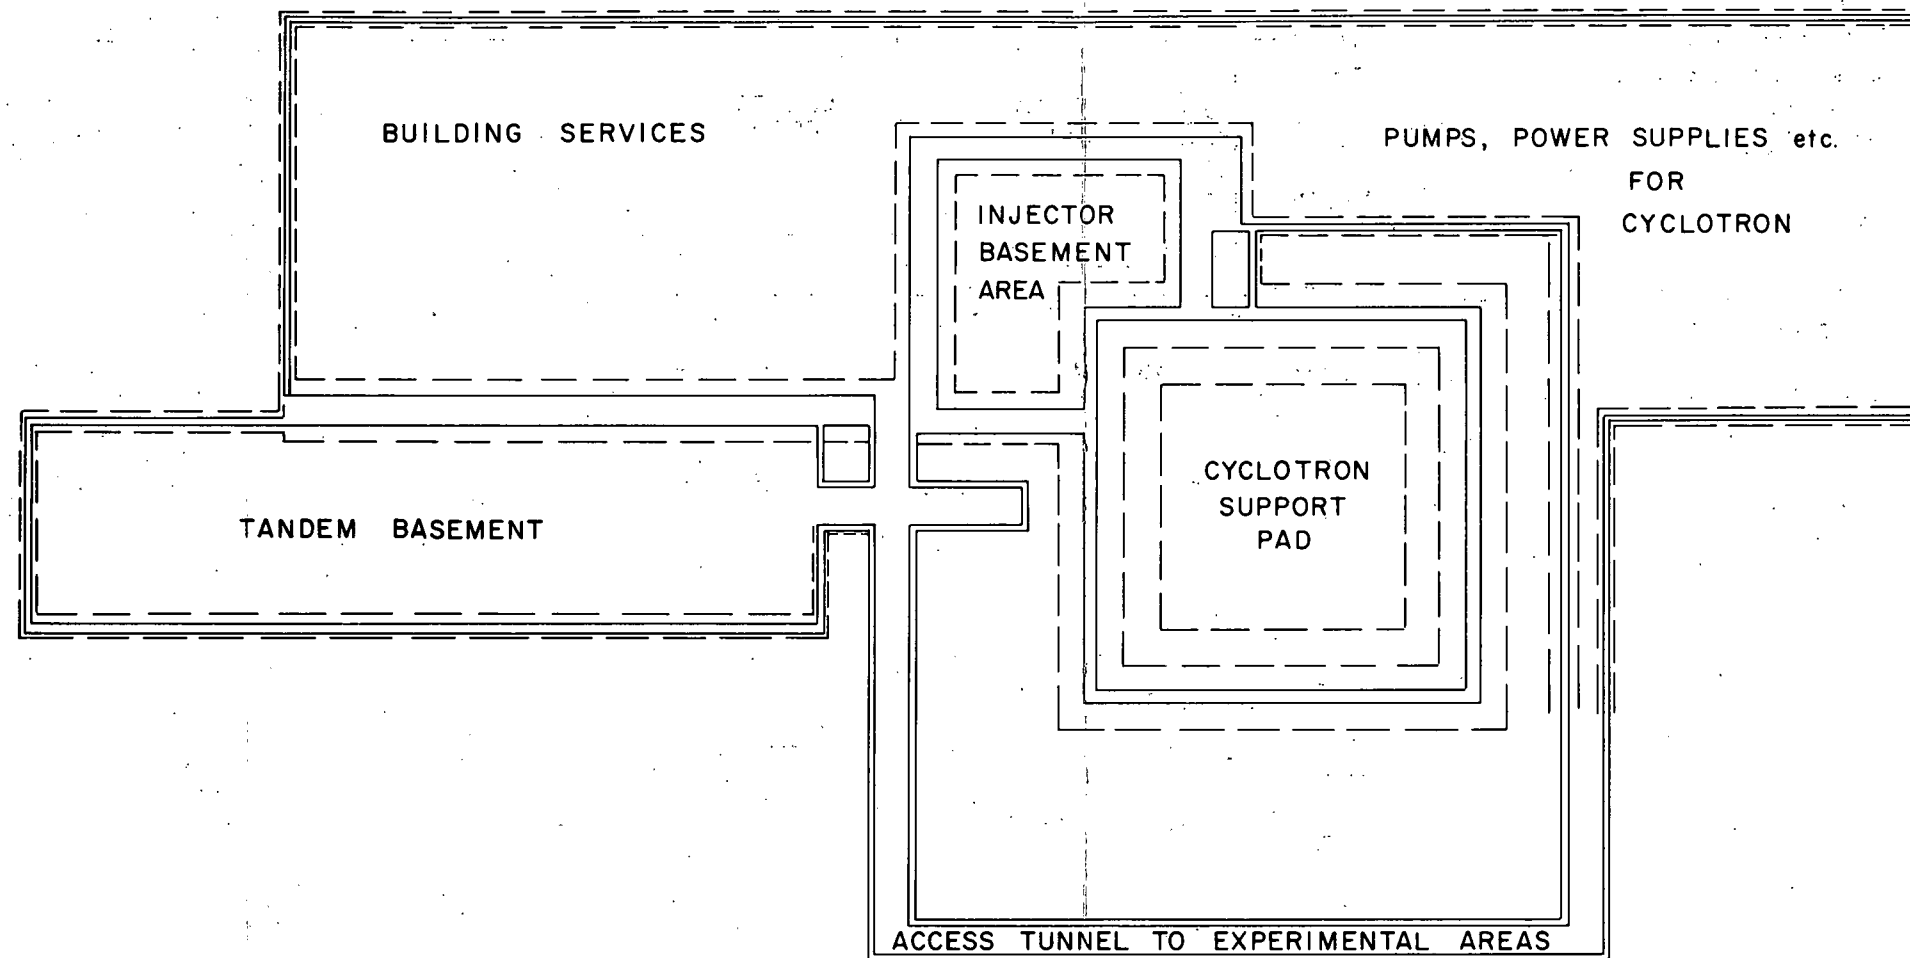 BUILDING SERVICES
PUMPS, POWER SUPPLIES etc.
FOR
CYCLOTRON
INJECTOR
BASEMENT
AREA
CYCLOTRON
SUPPORT
PAD
TANDEM BASEMENT
ACCESS TUNNEL TO EXPERIMENTAL AREAS